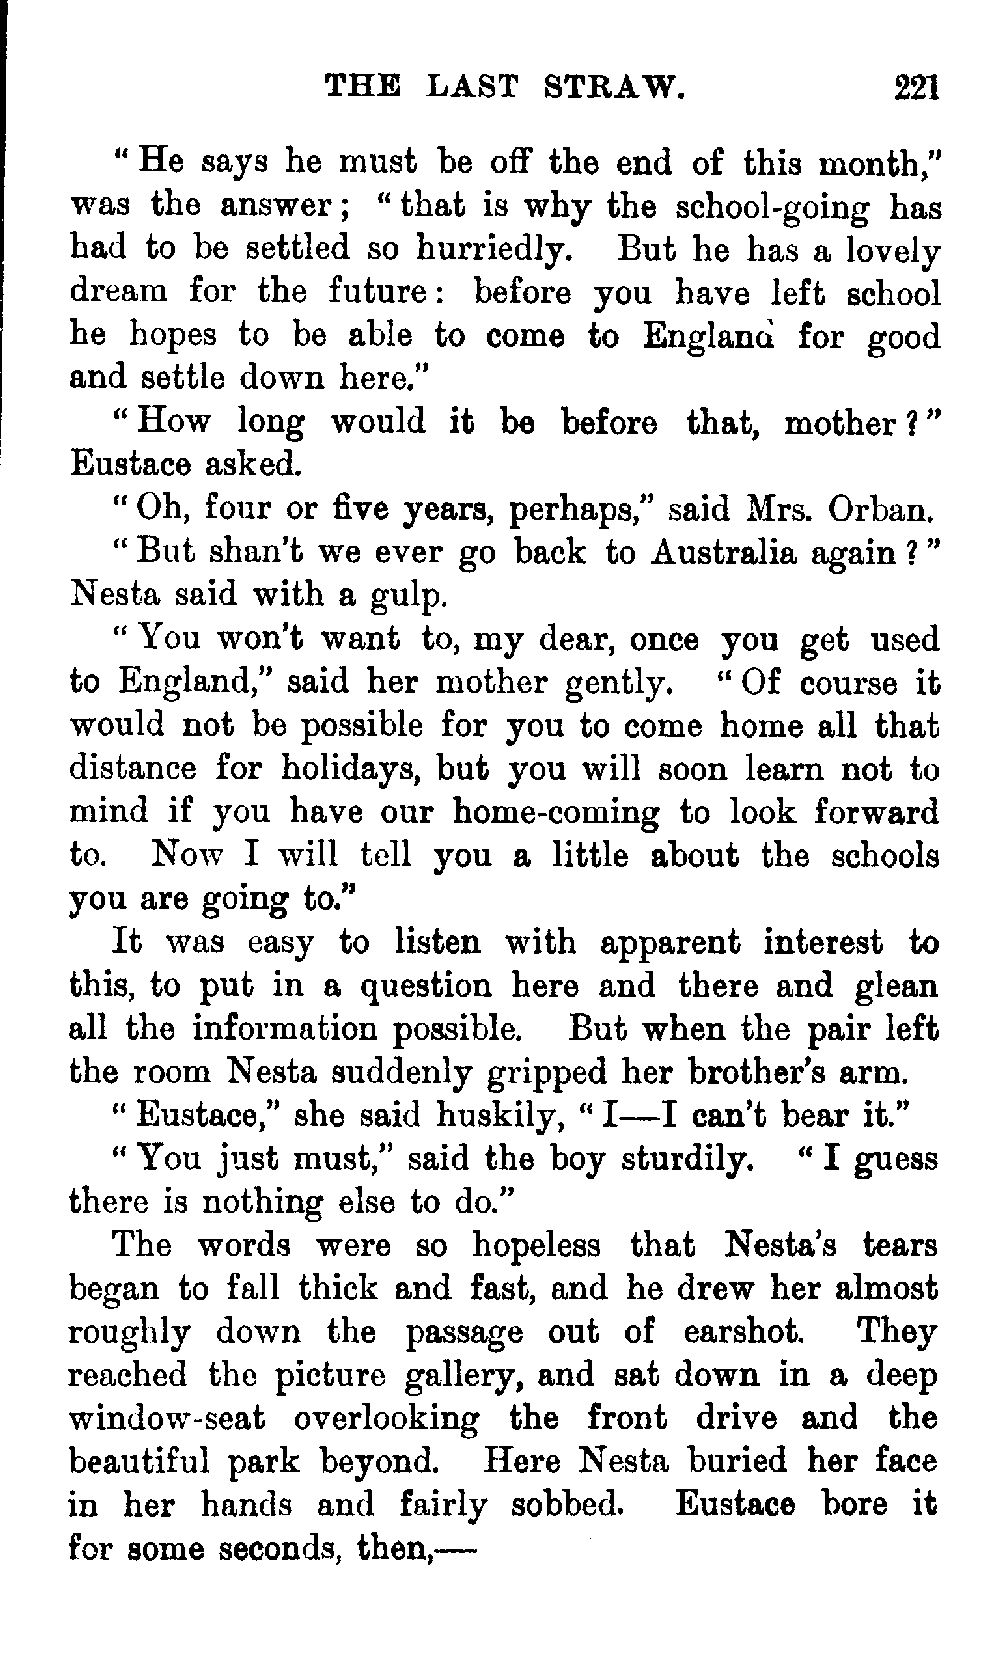 THE LAST STRAW. 221
“ He says he must be off the end of this month,”
was the answer ; “ that is why the school-going has
had to be settled so hurriedly. But he has a lovely
dream for the future : before you have left school
he hopes to be able to come to England for good
and settle down here.”
“ How long would it be before that, mother ? ”
Eustace asked.
“ Oh, four or five years, perhaps,” said Mrs. Orban.
“ But shan’t we ever go back to Australia again ? ”
Nesta said with a gulp.
“ You won’t want to, my dear, once you get used
to England,” said her mother gently. “ Of course it
would not be possible for you to come home all that
distance for holidays, but you will soon learn not to
mind if you have our home-coming to look forward
to. Now I will tell you a little about the schools
you are going to.”
It was easy to listen with apparent interest to
this, to put in a question here and there and glean
all the information possible. But when the pair left
the room Nesta suddenly gripped her brother’s arm.
“ Eustace,” she said huskily, “ I—I can’t bear it.”
“ You just must,” said the boy sturdily. “ I guess
there is nothing else to do.”
The words were so hopeless that Nesta’s tears
began to fall thick and fast, and he drew her almost
roughly down the passage out of earshot. They
reached the picture gallery, and sat down in a deep
window-seat overlooking the front drive and the
beautiful park beyond. Here Nesta buried her face
in her hands and fairly sobbed. Eustace bore it
for some seconds, then,—